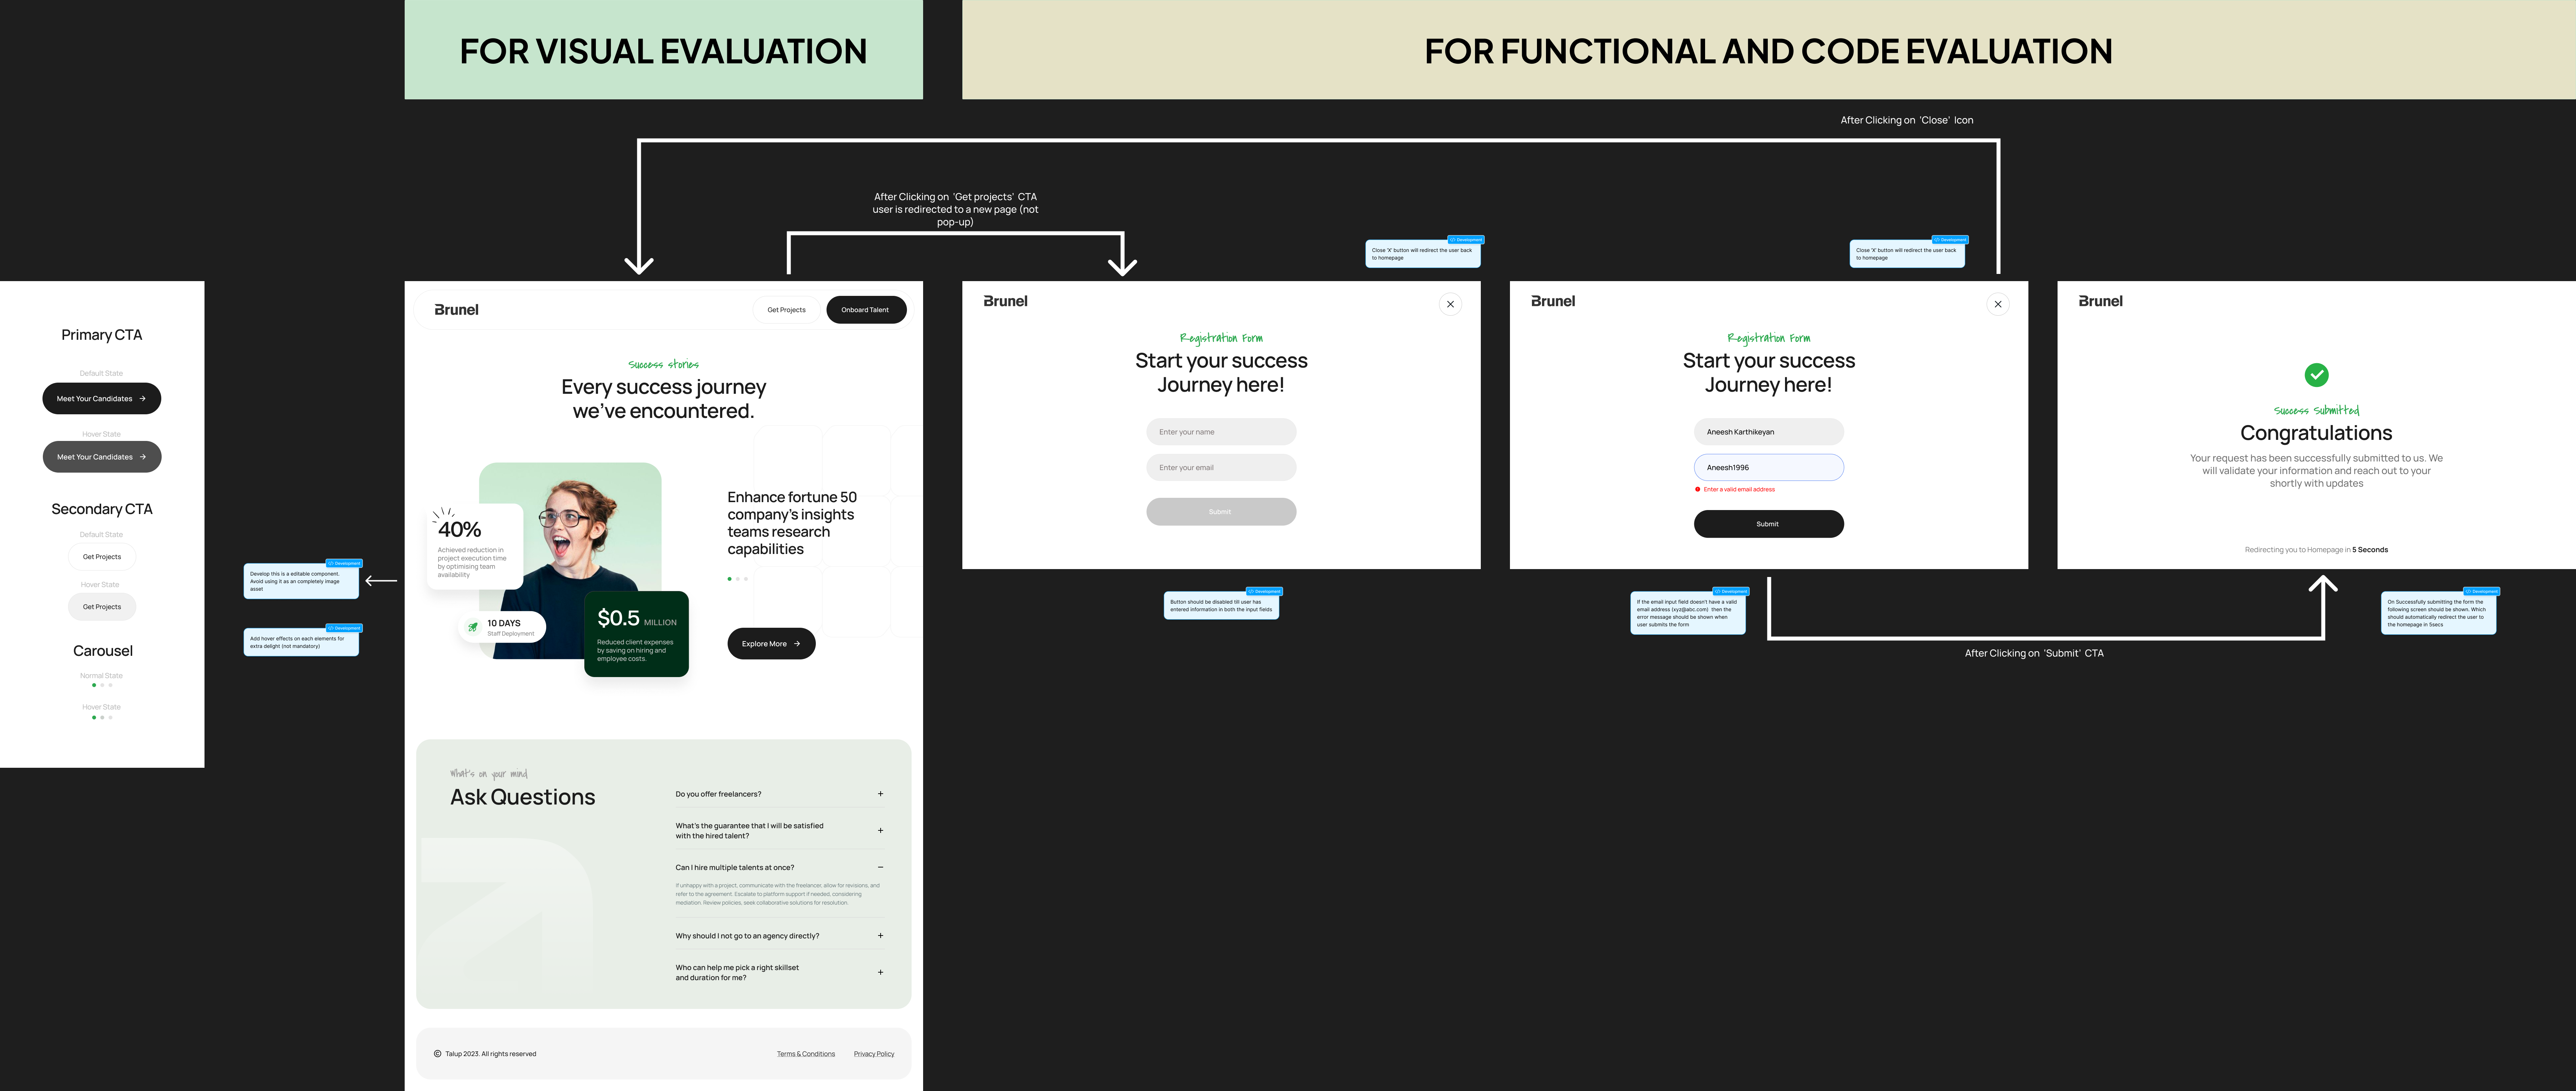 FOR VISUAL EVALUATION
FOR FUNCTIONAL AND CODE EVALUATION
After Clicking on 'Close' Icon
After Clicking on 'Get projects' CTA
user is redirected to a new page (not
pop-up)
Primary CTA
Default State
Meet Your Candidates
Hover State
Meet Your Candidates
Secondary CTA
Default State
Get Projects
Hover State
Get Projects
Carousel
Normal State
Hover State
Development
Develop this is a editable component.
Avoid using it as an completely image
asset
Development
Add hover effects on each elements for
extra delight (not mandatory)
Brunel
Get Projects
Onboard Talent
Success stories
Every success journey
we've encountered.
40%
Achieved reduction in
project execution time
by optimising team
availability
10 DAYS
Staff Deployment
$0.5 MILLION
Reduced client expenses
by saving on hiring and
employee costs.
Enhance fortune 50
company's insights
teams research
capabilities
Explore More
What's on your mind
Ask Questions
Do you offer freelancers?
What's the guarantee that I will be satisfied
with the hired talent?
Can I hire multiple talents at once?
If unhappy with a project, communicate with the freelancer, allow for revisions, and
refer to the agreement. Escalate to platform support if needed, considering
mediation. Review policies, seek collaborative solutions for resolution.
Why should I not go to an agency directly?
Who can help me pick a right skillset
and duration for me?
© Talup 2023. All rights reserved
Terms & Conditions
Privacy Policy
Development
Close 'X' button will redirect the user back
to homepage
Brunel
Registration Form
Start your success
Journey here!
Enter your name
Enter your email
Submit
Development
Button should be disabled till user has
entered information in both the input fields
Development
Close 'X' button will redirect the user back
to homepage
Brunel
Registration Form
Start your success
Journey here!
Aneesh Karthikeyan
Aneesh1996
Enter a valid email address
Submit
Development
If the email input field doesn't have a valid
email address (xyz@abc.com) then the
error message should be shown when
user submits the form
After Clicking on 'Submit' CTA
Brunel
Success Submitted
Congratulations
Your request has been successfully submitted to us. We
will validate your information and reach out to your
shortly with updates
Redirecting you to Homepage in 5 Seconds
Development
On Successfully submitting the form the
following screen should be shown. Which
should automatically redirect the user to
the homepage in 5secs